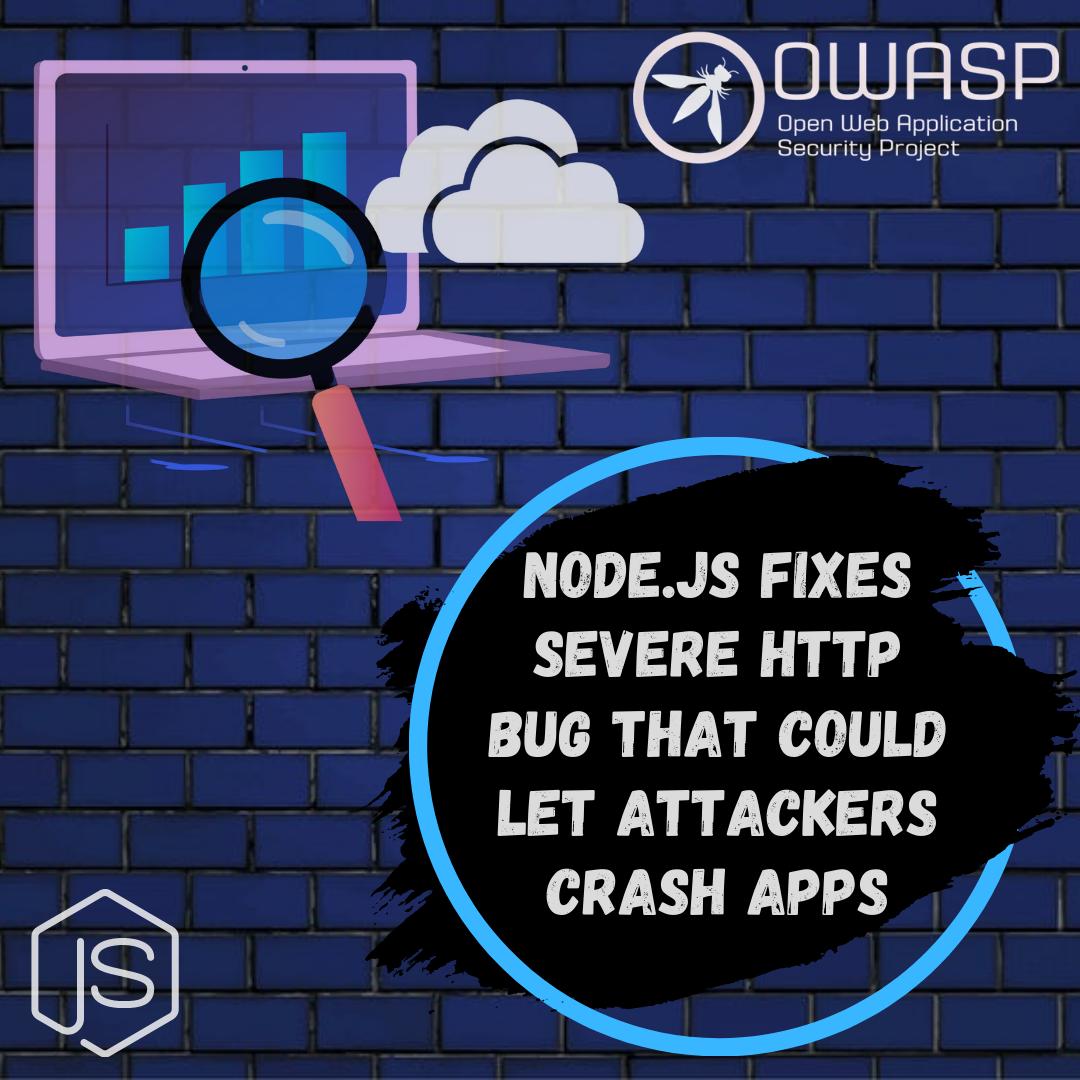 OWASP
Open Web Application
Security Project
NODE.JS FIXES
SEVERE HTTP
BUG THAT COULD
LET ATTACKERS
CRASH APPS
JS